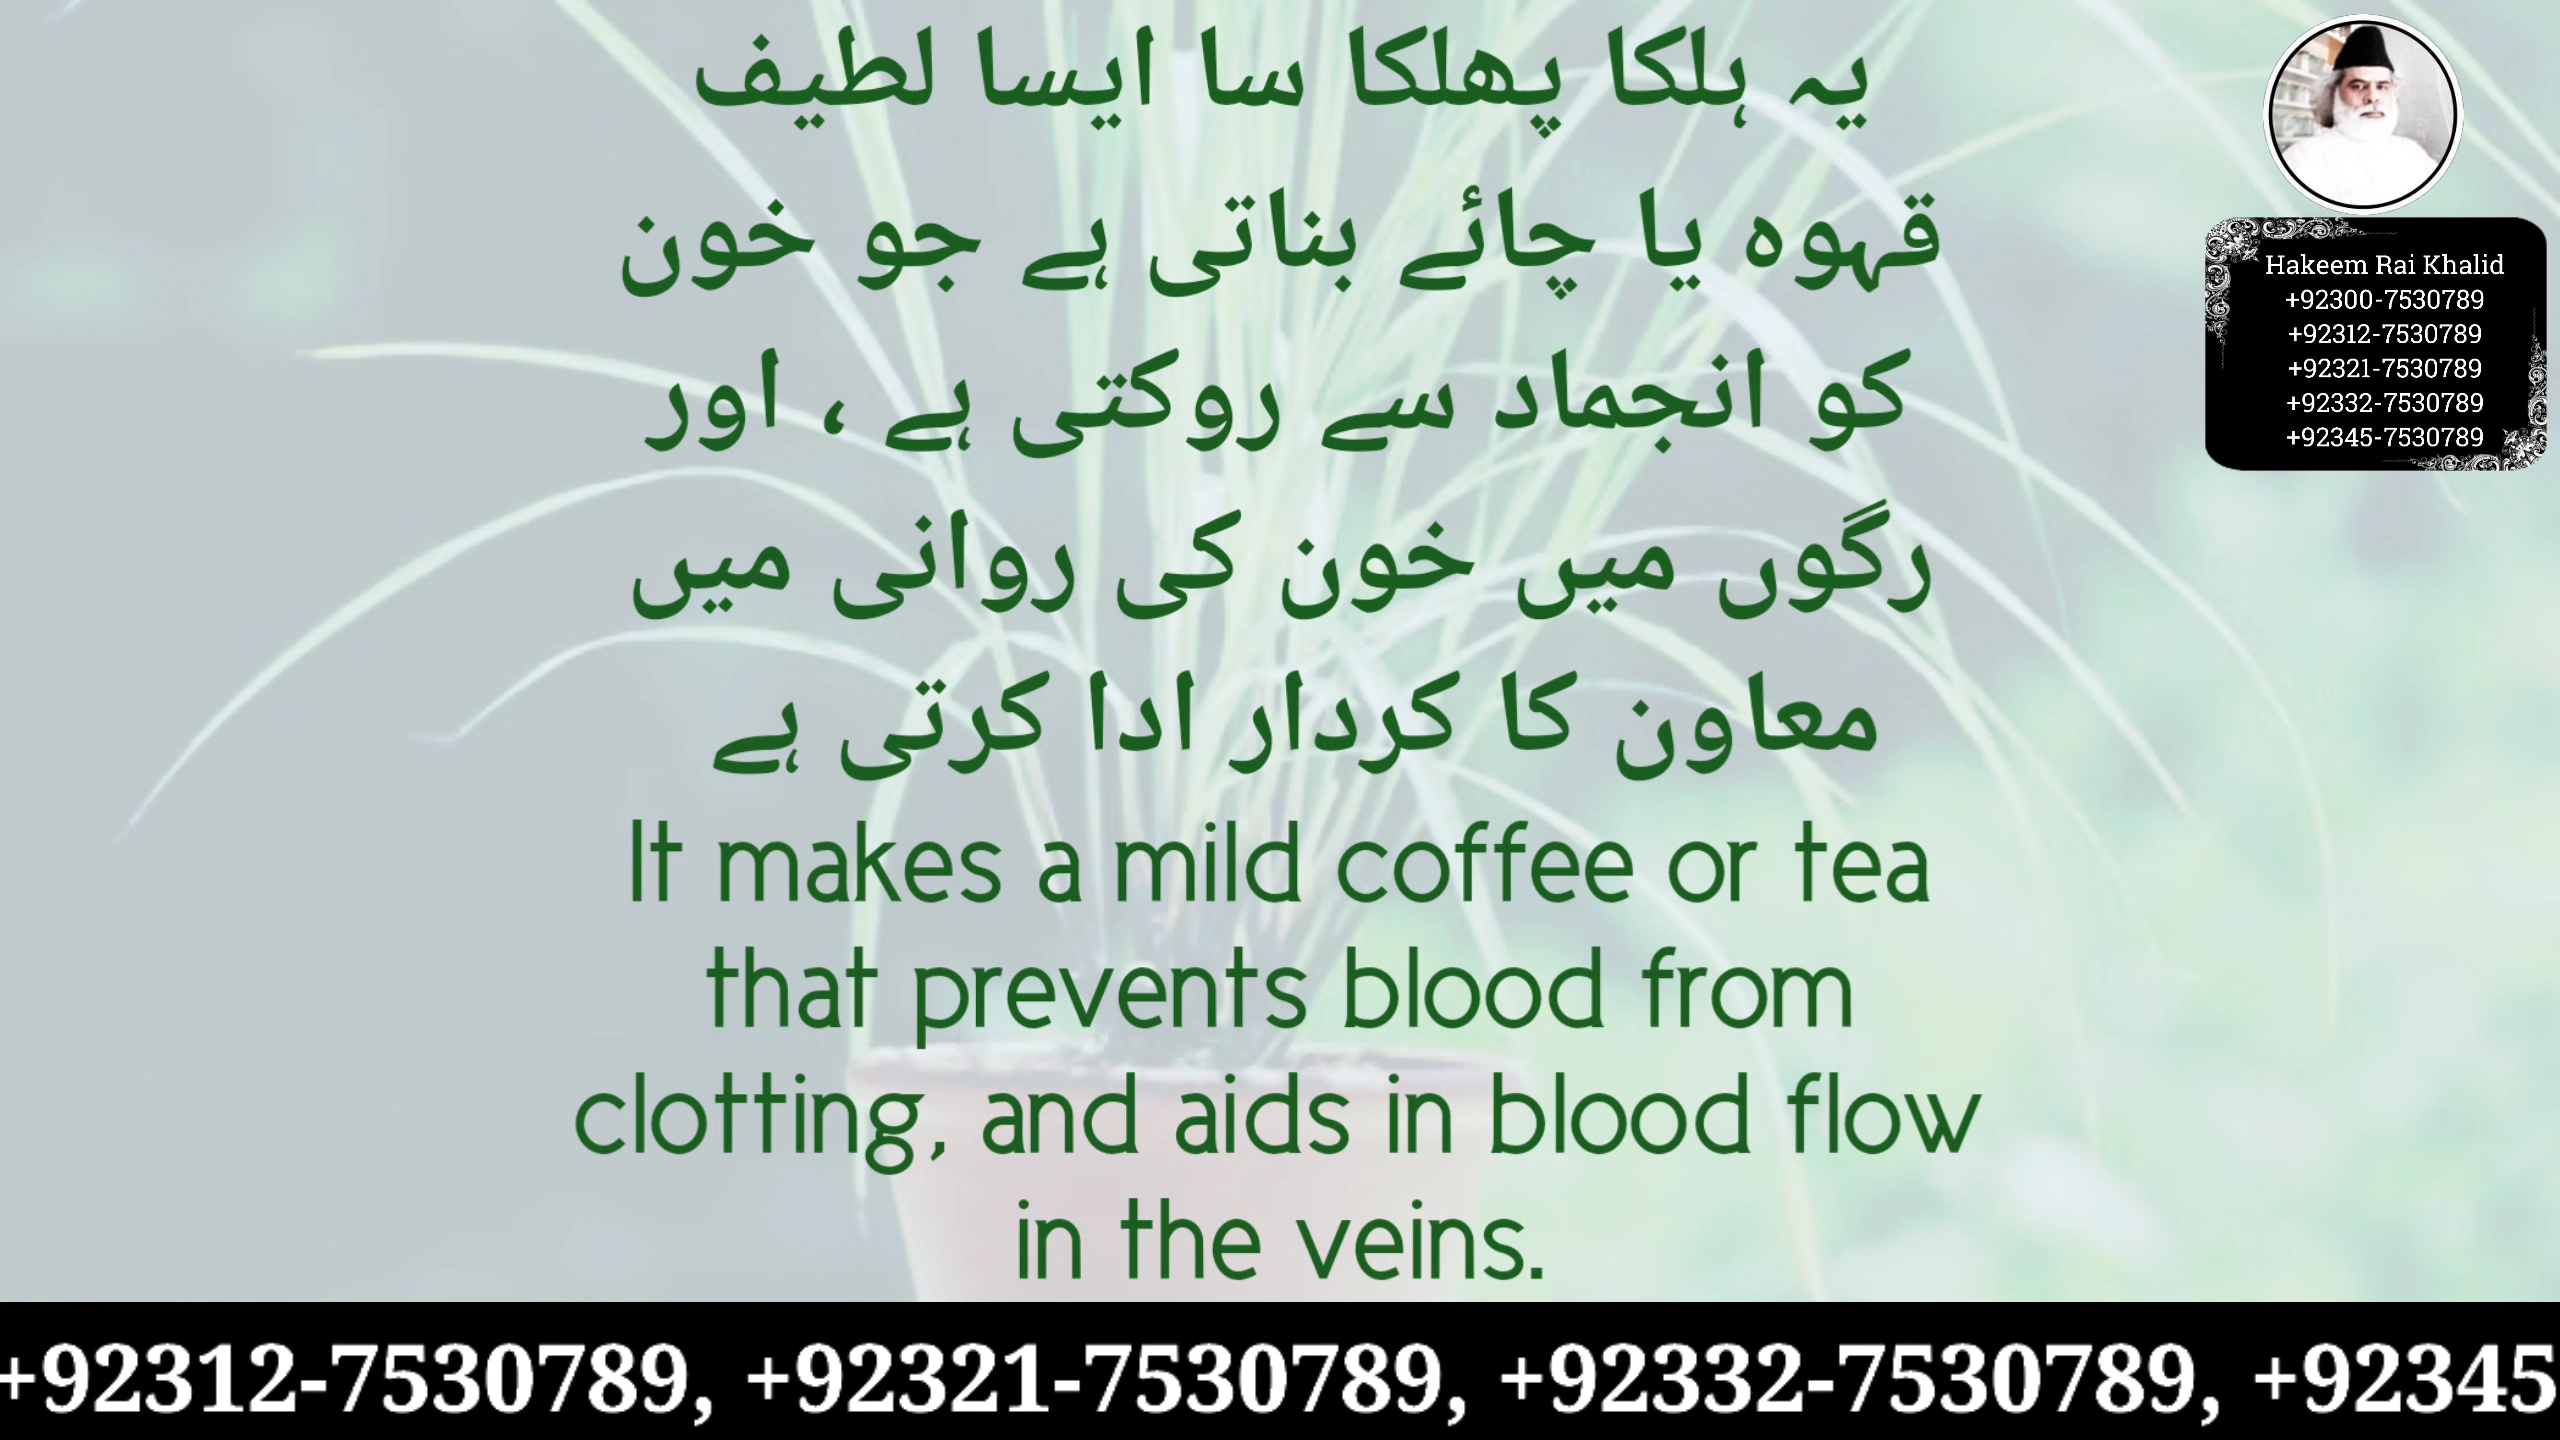 یہ ہلکا پھلکا سا ایسا لطیف
قہوہ یا چائے بناتی ہے جو خون
کو انجماد سے روکتی ہے ، اور
رگوں میں خون کی روانی میں
معاون کا کردار ادا کرتی ہے
It makes a mild coffee or tea
that prevents blood from
clotting, and aids in blood flow
in the veins.
Hakeem Rai Khalid
+92300-7530789
+92312-7530789
+92321-7530789
+92332-7530789
+92345-7530789
+92312-7530789, +92321-7530789, +92332-7530789, +92345